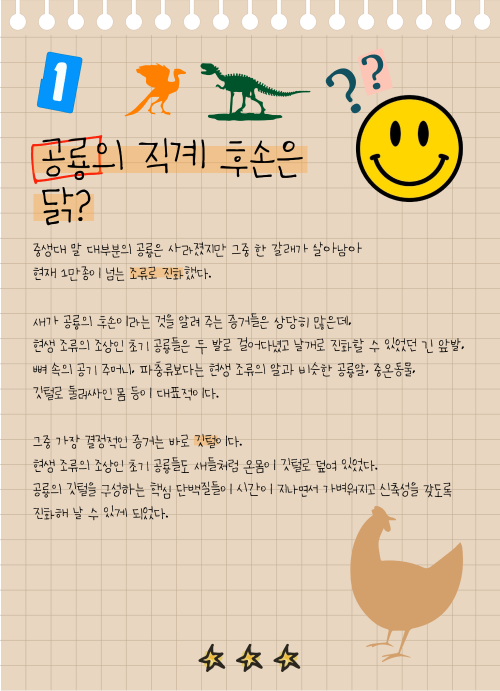 1
??
공룡의 직계 후손은
닭?
중생대 말 대부분의 공룡은 사라졌지만 그중 한 갈래가 살아남아
현재 1만종이 넘는 조류로 진화했다.
새가 공룡의 후손이라는 것을 알려 주는 증거들은 상당히 많은데,
현생 조류의 조상인 초기 공룡들은 두 발로 걸어다녔고 날개로 진화할 수 있었던 긴 앞발,
뼈 속의 공기 주머니, 파충류보다는 현생 조류의 알과 비슷한 공룡알, 중온동물,
깃털로 둘러싸인 몸 등이 대표적이다.
그중 가장 결정적인 증거는 바로 깃털이다.
현생 조류의 조상인 초기 공룡들도 새들처럼 온몸이 깃털로 덮여 있었다.
공룡의 깃털을 구성하는 핵심 단백질들이 시간이 지나면서 가벼워지고 신축성을 갖도록
진화해 날 수 있게 되었다.